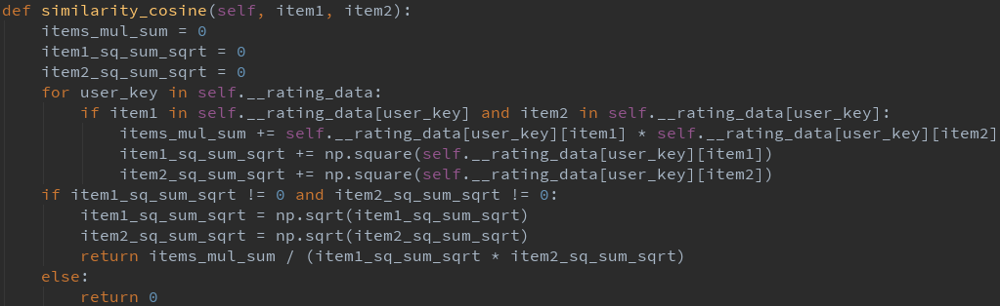 def similarity_cosine(self, item1, item2):
    items_mul_sum = 0
    item1_sq_sum_sqrt = 0
    item2_sq_sum_sqrt = 0
    for user_key in self.__rating_data:
        if item1 in self.__rating_data[user_key] and item2 in self.__rating_data[user_key]:
            items_mul_sum += self.__rating_data[user_key][item1] * self.__rating_data[user_key][item2]
            item1_sq_sum_sqrt += np.square(self.__rating_data[user_key][item1])
            item2_sq_sum_sqrt += np.square(self.__rating_data[user_key][item2])
    if item1_sq_sum_sqrt != 0 and item2_sq_sum_sqrt != 0:
        item1_sq_sum_sqrt = np.sqrt(item1_sq_sum_sqrt)
        item2_sq_sum_sqrt = np.sqrt(item2_sq_sum_sqrt)
        return items_mul_sum / (item1_sq_sum_sqrt * item2_sq_sum_sqrt)
    else:
        return 0